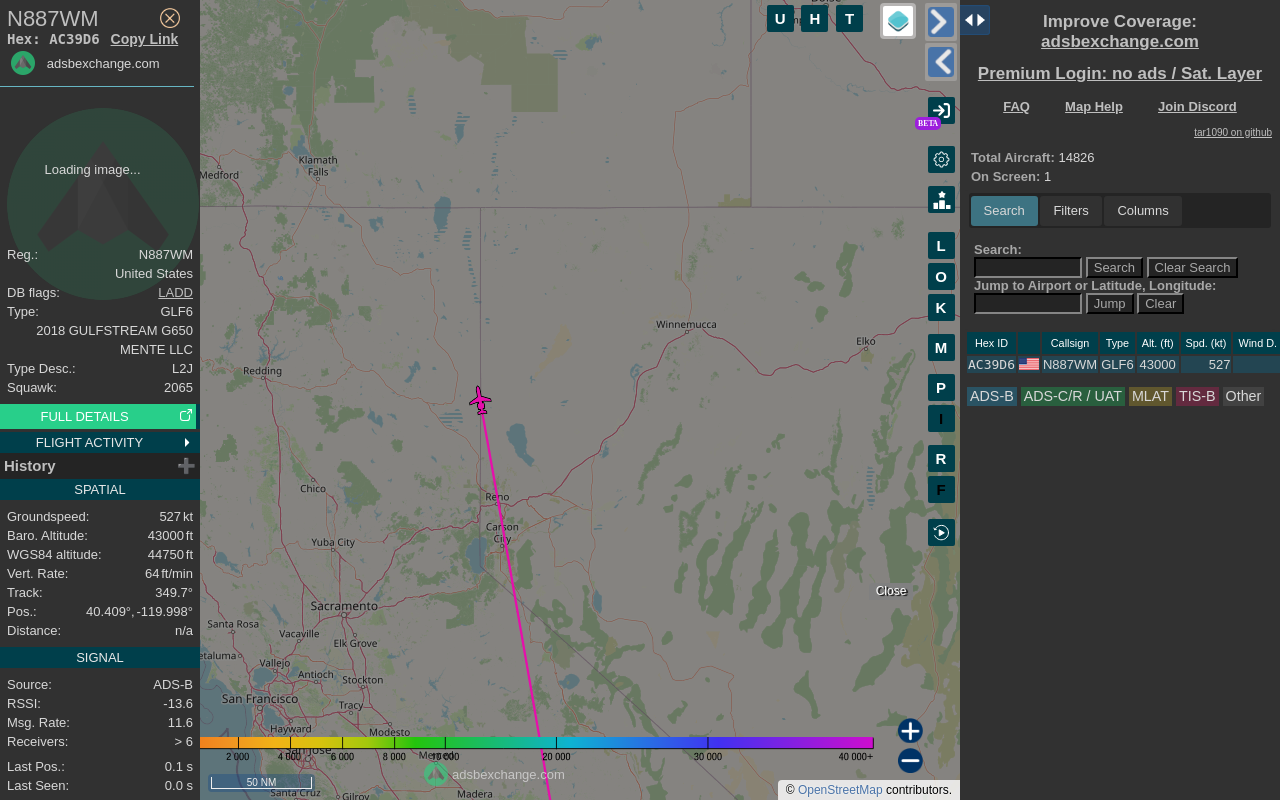 N887WM
Hex: AC39D6 Copy Link
adsbexchange.com
Loading image...
Reg.: N887WM
United States
DB flags: LADD
Type: GLF6
2018 GULFSTREAM G650
MENTE LLC
Type Desc.: L2J
Squawk: 2065
FULL DETAILS
FLIGHT ACTIVITY
History
SPATIAL
Groundspeed: 527 kt
Baro. Altitude: 43000 ft
WGS84 altitude: 44750 ft
Vert. Rate: 64 ft/min
Track: 349.7°
Pos.: 40.409°, -119.998°
Distance: n/a
SIGNAL
Source: ADS-B
RSSI: -13.6
Msg. Rate: 11.6
Receivers: > 6
Last Pos.: 0.1 s
Last Seen: 0.0 s
U H T
BETA
L
O
K
M
P
I
R
F
Klamath
Falls
Medford
Winnemucca
Elko
Redding
Chico
Reno
Carson
City
Yuba City
Sacramento
Santa Rosa
Vacaville
Elk Grove
etaluma
Vallejo
Antioch
Stockton
San Francisco
Tracy
Hayward
Modesto
Merced
Santa Cruz
Gilroy
Madera
Close
2 000 4 000 6 000 8 000 10 000 20 000 30 000 40 000+
50 NM
adsbexchange.com
© OpenStreetMap contributors.
Improve Coverage:
adsbexchange.com
Premium Login: no ads / Sat. Layer
FAQ Map Help Join Discord
tar1090 on github
Total Aircraft: 14826
On Screen: 1
Search Filters Columns
Search:
Search Clear Search
Jump to Airport or Latitude, Longitude:
Jump Clear
Hex ID Callsign Type Alt. (ft) Spd. (kt) Wind D.
AC39D6 N887WM GLF6 43000 527
ADS-B ADS-C/R / UAT MLAT TIS-B Other